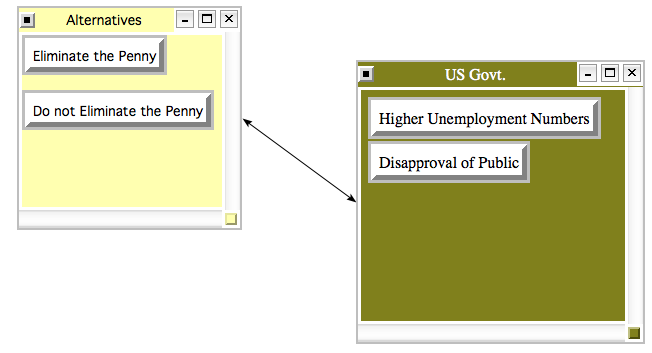 Alternatives
Eliminate the Penny
Do not Eliminate the Penny
US Govt.
Higher Unemployment Numbers
Disapproval of Public